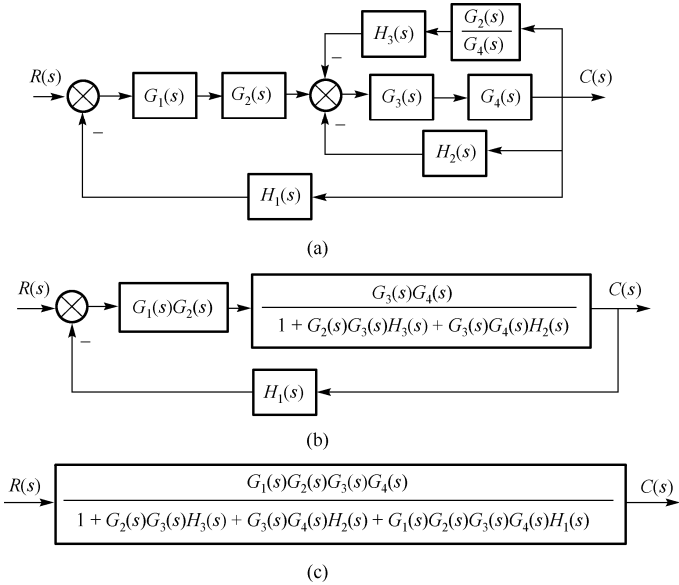 H₃(s)
G₂(s)
G₄(s)
R(s)
G₁(s)
G₂(s)
G₃(s)
G₄(s)
C(s)
−
−
−
H₂(s)
H₁(s)
(a)
R(s)
G₁(s)G₂(s)
G₃(s)G₄(s)
1 + G₂(s)G₃(s)H₃(s) + G₃(s)G₄(s)H₂(s)
C(s)
−
H₁(s)
(b)
R(s)
G₁(s)G₂(s)G₃(s)G₄(s)
1 + G₂(s)G₃(s)H₃(s) + G₃(s)G₄(s)H₂(s) + G₁(s)G₂(s)G₃(s)G₄(s)H₁(s)
C(s)
(c)